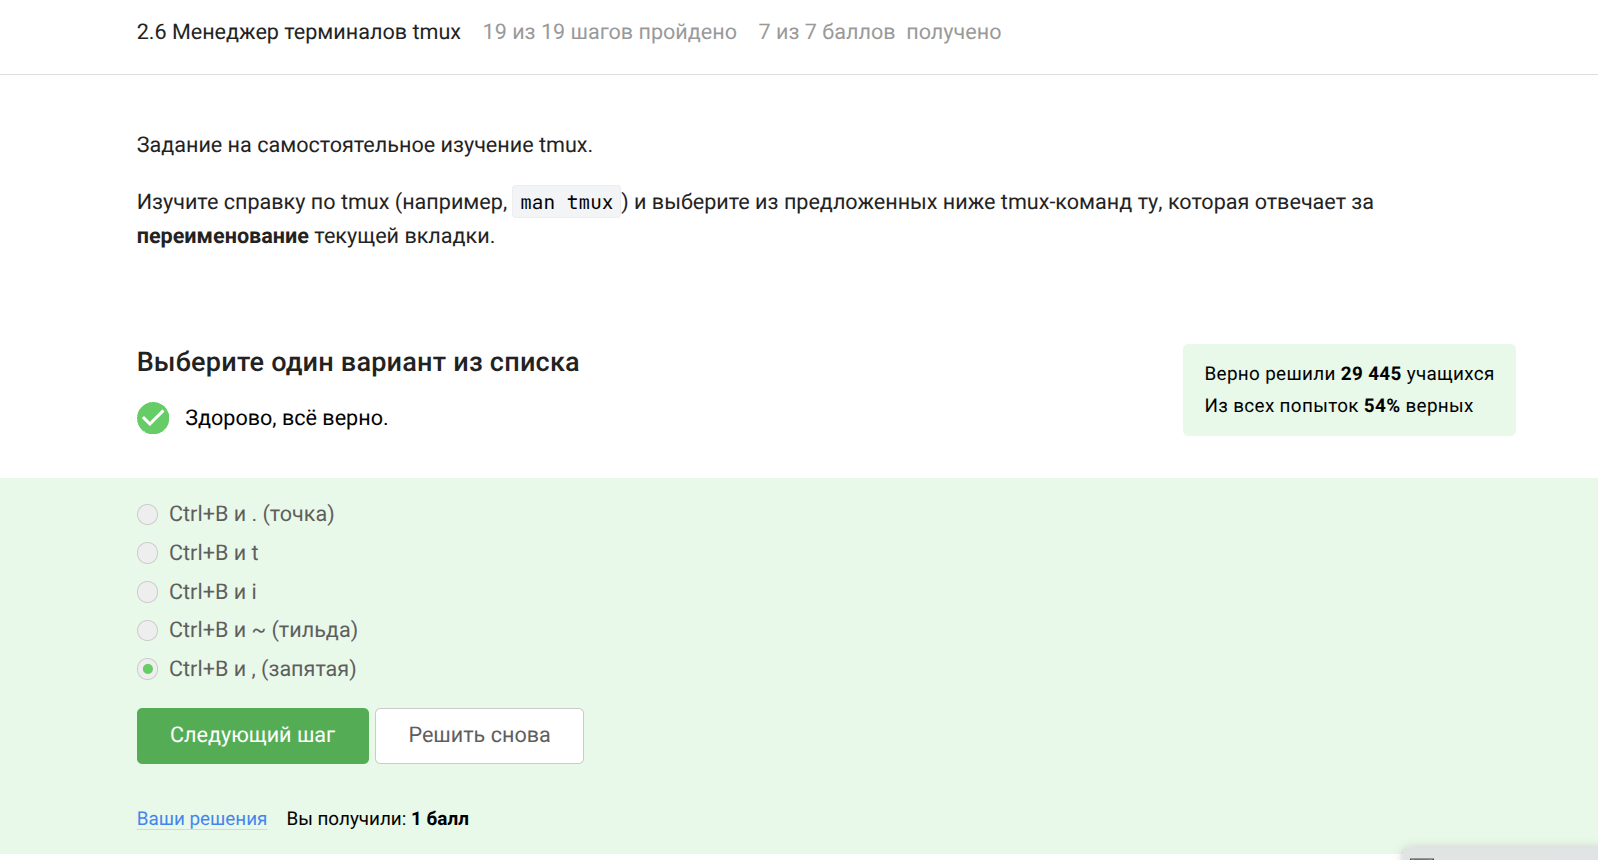 2.6 Менеджер терминалов tmux 19 из 19 шагов пройдено 7 из 7 баллов получено
Задание на самостоятельное изучение tmux.
Изучите справку по tmux (например, man tmux) и выберите из предложенных ниже tmux-команд ту, которая отвечает за
переименование текущей вкладки.
Выберите один вариант из списка
Здорово, всё верно.
Верно решили 29 445 учащихся
Из всех попыток 54% верных
Ctrl+B и . (точка)
Ctrl+B и t
Ctrl+B и i
Ctrl+B и ~ (тильда)
Ctrl+B и , (запятая)
Следующий шаг Решить снова
Ваши решения Вы получили: 1 балл